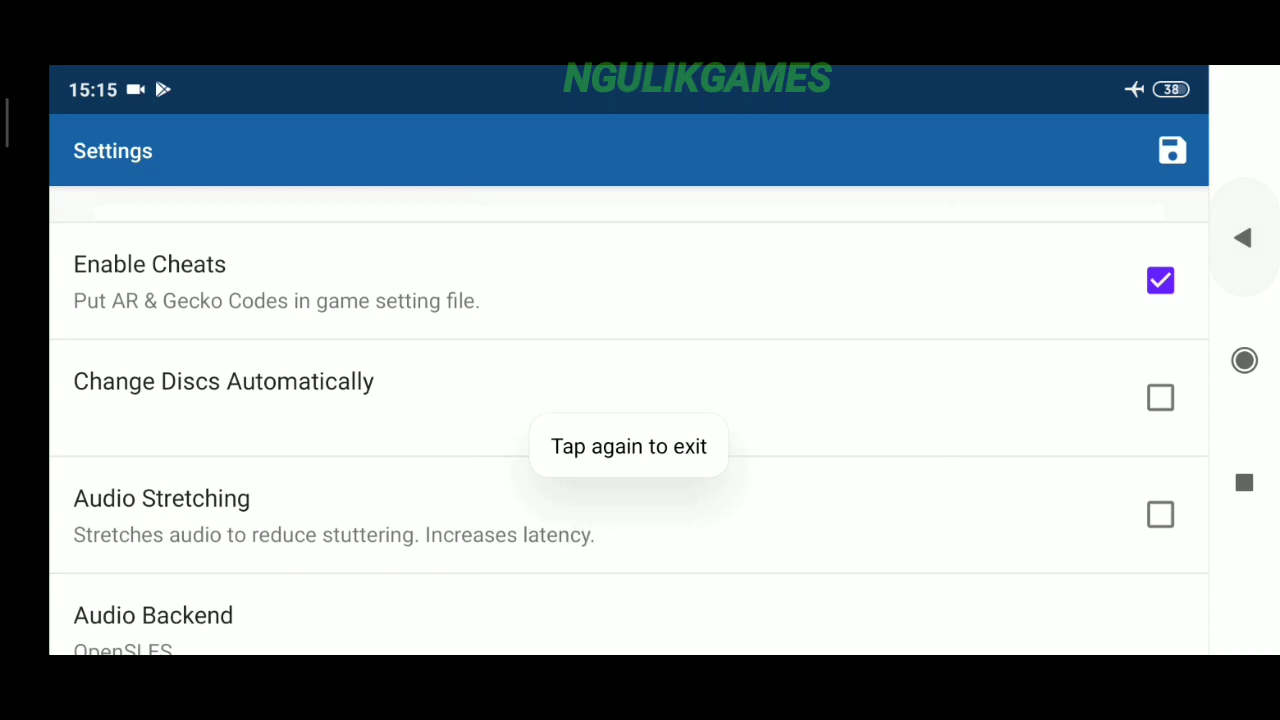 NGULIKGAMES
15:15
38
Settings
Enable Cheats
Put AR & Gecko Codes in game setting file.
Change Discs Automatically
Tap again to exit
Audio Stretching
Stretches audio to reduce stuttering. Increases latency.
Audio Backend
OpenSLES